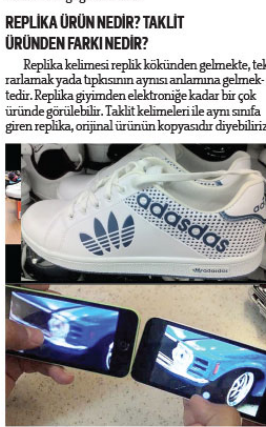 REPLİKA ÜRÜN NEDİR? TAKLİT
ÜRÜNDEN FARKI NEDİR?
Replika kelimesi replik kökünden gelmekte, tek-
rarlamak yada tıpkısının aynısı anlamına gelmek-
tedir. Replika giyimden elektroniğe kadar bir çok
üründe görülebilir. Taklit kelimeleri ile aynı sınıfa
giren replika, orijinal ürünün kopyasıdır diyebiliriz
adasdas